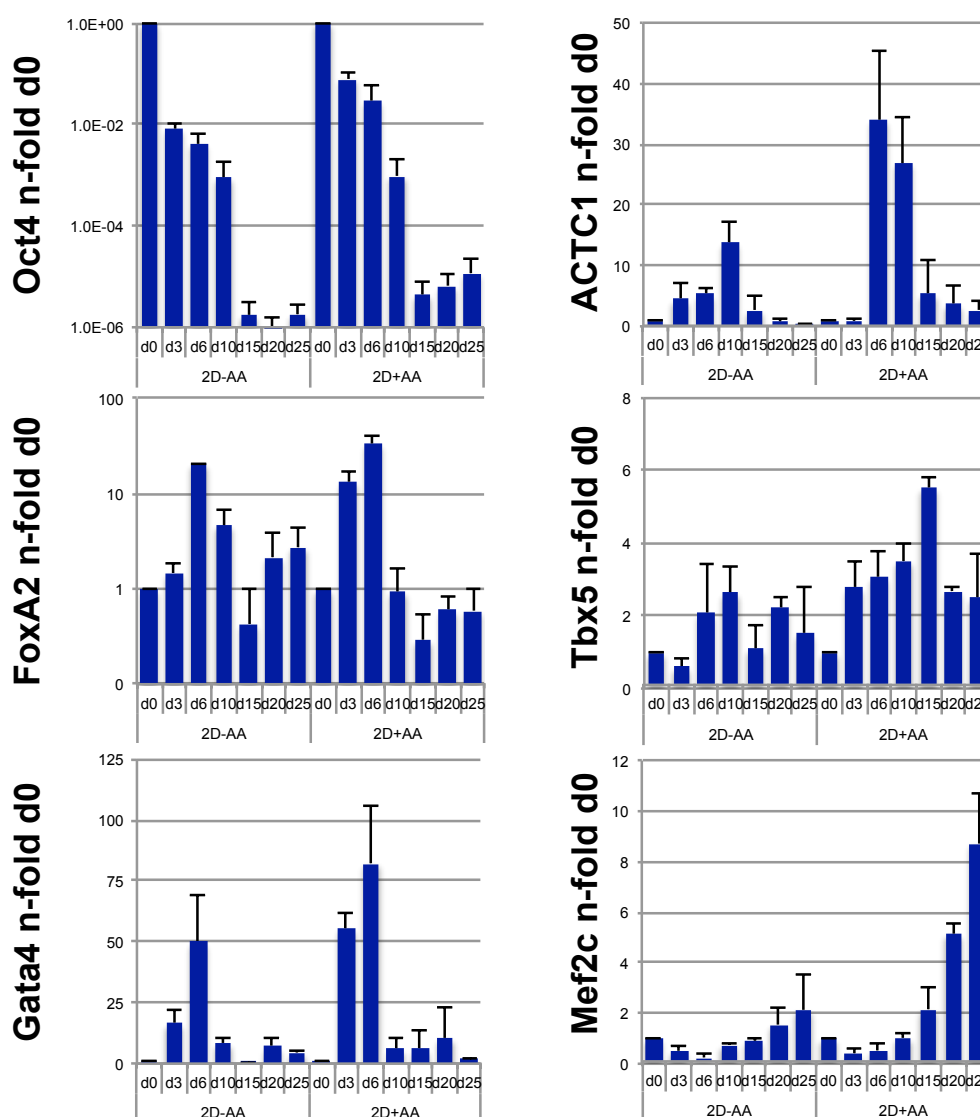 Oct4 n-fold d0
1.0E+00
1.0E-02
1.0E-04
1.0E-06
d0 d3 d6 d10 d15 d20 d25 d0 d3 d6 d10 d15 d20 d25
2D-AA 2D+AA
ACTC1 n-fold d0
50
40
30
20
10
0
d0 d3 d6 d10 d15 d20 d25 d0 d3 d6 d10 d15 d20 d2
2D-AA 2D+AA
FoxA2 n-fold d0
100
10
1
0
d0 d3 d6 d10 d15 d20 d25 d0 d3 d6 d10 d15 d20 d25
2D-AA 2D+AA
Tbx5 n-fold d0
8
6
4
2
0
d0 d3 d6 d10 d15 d20 d25 d0 d3 d6 d10 d15 d20 d2
2D-AA 2D+AA
Gata4 n-fold d0
125
100
75
50
25
0
d0 d3 d6 d10 d15 d20 d25 d0 d3 d6 d10 d15 d20 d25
2D-AA 2D+AA
Mef2c n-fold d0
12
10
8
6
4
2
0
d0 d3 d6 d10 d15 d20 d25 d0 d3 d6 d10 d15 d20 d2
2D-AA 2D+AA